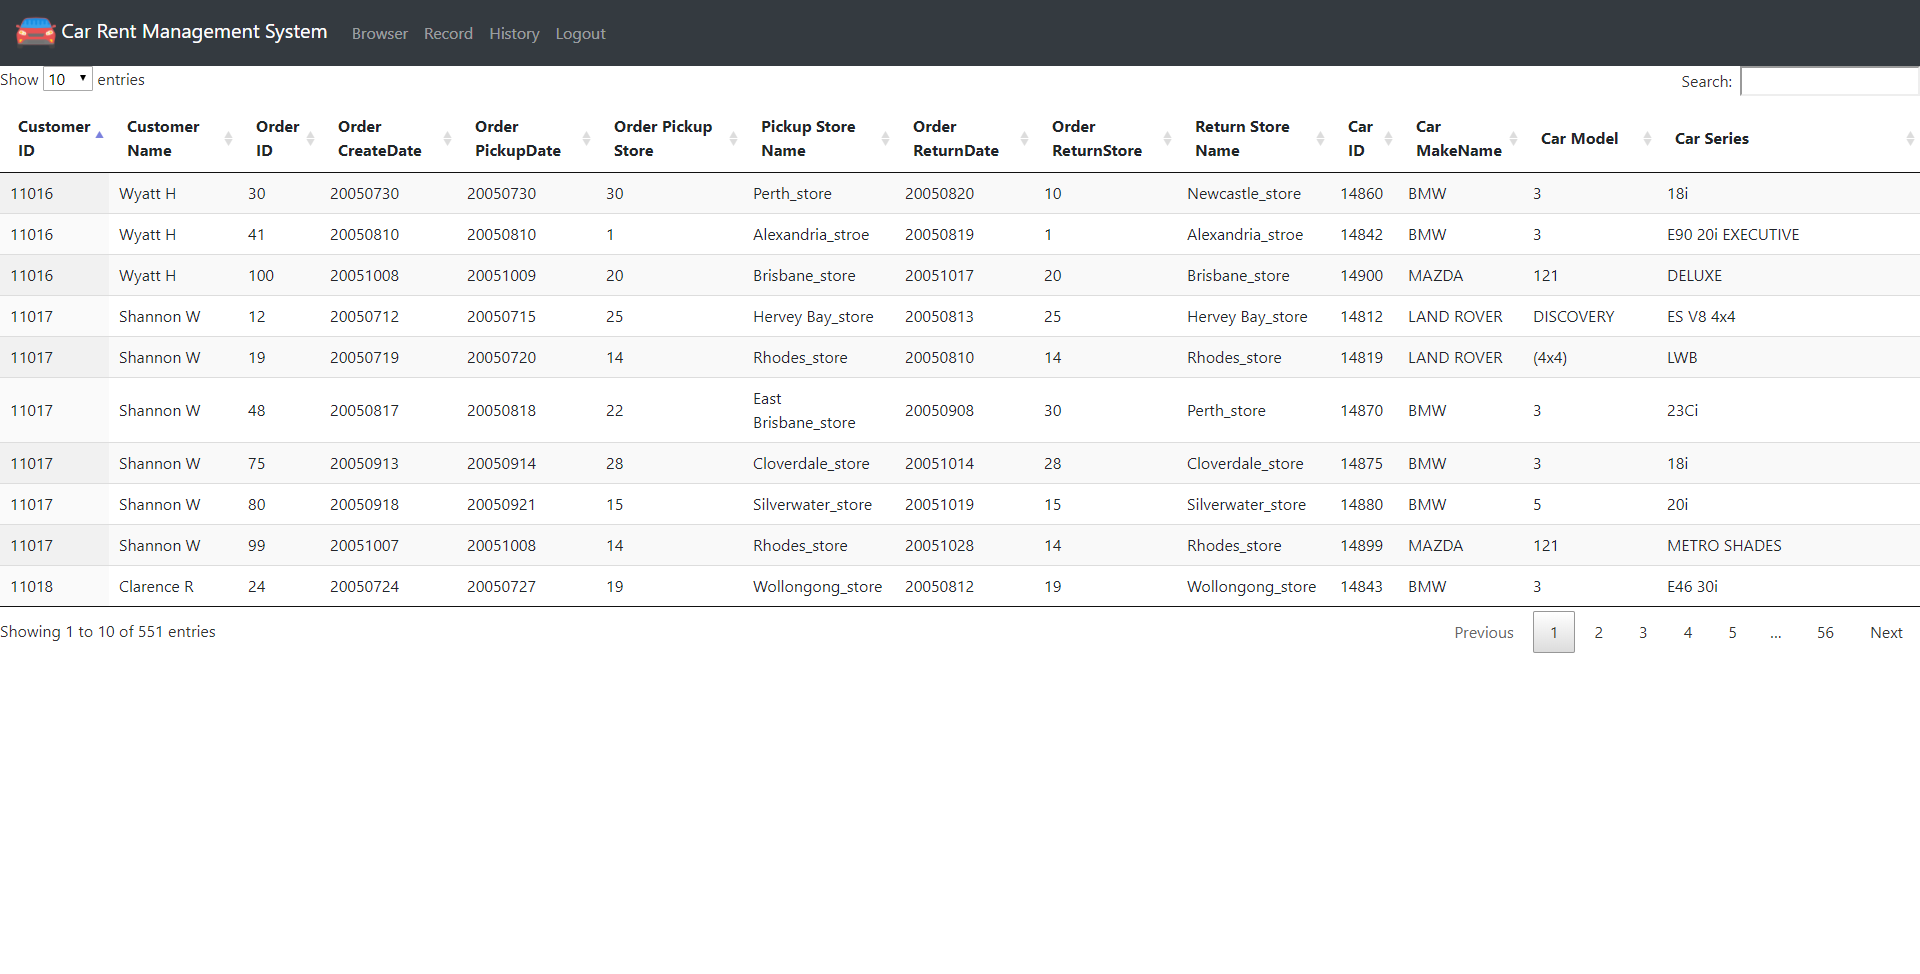 Car Rent Management System Browser Record History Logout
Show 10 entries Search:
Customer ID Customer Name Order ID Order CreateDate Order PickupDate Order Pickup Store Pickup Store Name Order ReturnDate Order ReturnStore Return Store Name Car ID Car MakeName Car Model Car Series
11016 Wyatt H 30 20050730 20050730 30 Perth_store 20050820 10 Newcastle_store 14860 BMW 3 18i
11016 Wyatt H 41 20050810 20050810 1 Alexandria_stroe 20050819 1 Alexandria_stroe 14842 BMW 3 E90 20i EXECUTIVE
11016 Wyatt H 100 20051008 20051009 20 Brisbane_store 20051017 20 Brisbane_store 14900 MAZDA 121 DELUXE
11017 Shannon W 12 20050712 20050715 25 Hervey Bay_store 20050813 25 Hervey Bay_store 14812 LAND ROVER DISCOVERY ES V8 4x4
11017 Shannon W 19 20050719 20050720 14 Rhodes_store 20050810 14 Rhodes_store 14819 LAND ROVER (4x4) LWB
11017 Shannon W 48 20050817 20050818 22 East Brisbane_store 20050908 30 Perth_store 14870 BMW 3 23Ci
11017 Shannon W 75 20050913 20050914 28 Cloverdale_store 20051014 28 Cloverdale_store 14875 BMW 3 18i
11017 Shannon W 80 20050918 20050921 15 Silverwater_store 20051019 15 Silverwater_store 14880 BMW 5 20i
11017 Shannon W 99 20051007 20051008 14 Rhodes_store 20051028 14 Rhodes_store 14899 MAZDA 121 METRO SHADES
11018 Clarence R 24 20050724 20050727 19 Wollongong_store 20050812 19 Wollongong_store 14843 BMW 3 E46 30i
Showing 1 to 10 of 551 entries Previous 1 2 3 4 5 ... 56 Next